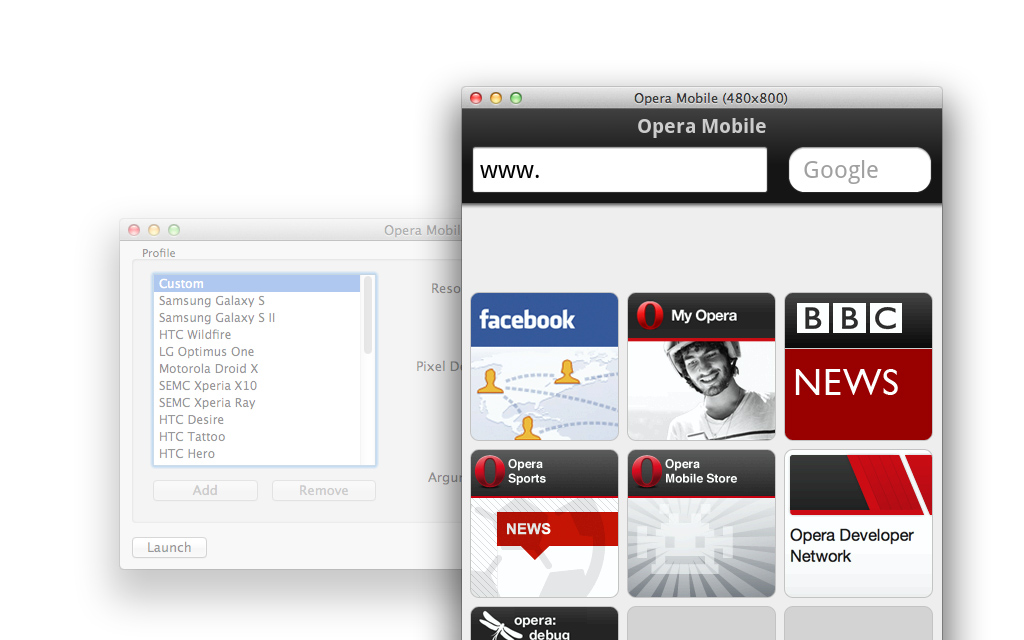 Opera Mobile (480x800)
Opera Mobile
www.
Google
Opera Mobil
Profile
Custom
Samsung Galaxy S
Samsung Galaxy S II
HTC Wildfire
LG Optimus One
Motorola Droid X
SEMC Xperia X10
SEMC Xperia Ray
HTC Desire
HTC Tattoo
HTC Hero
Add
Remove
Launch
Reso
Pixel De
Argur
facebook
My Opera
BBC
NEWS
Opera
Sports
NEWS
Opera
Mobile Store
Opera Developer
Network
opera:
debug